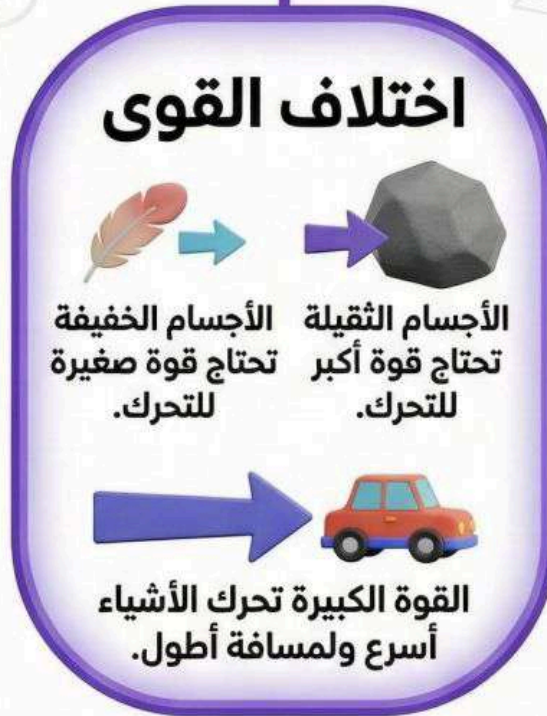 اختلاف القوى
الأجسام الثقيلة
تحتاج قوة أكبر
للتحرك.
الأجسام الخفيفة
تحتاج قوة صغيرة
للتحرك.
القوة الكبيرة تحرك الأشياء
أسرع ولمسافة أطول.